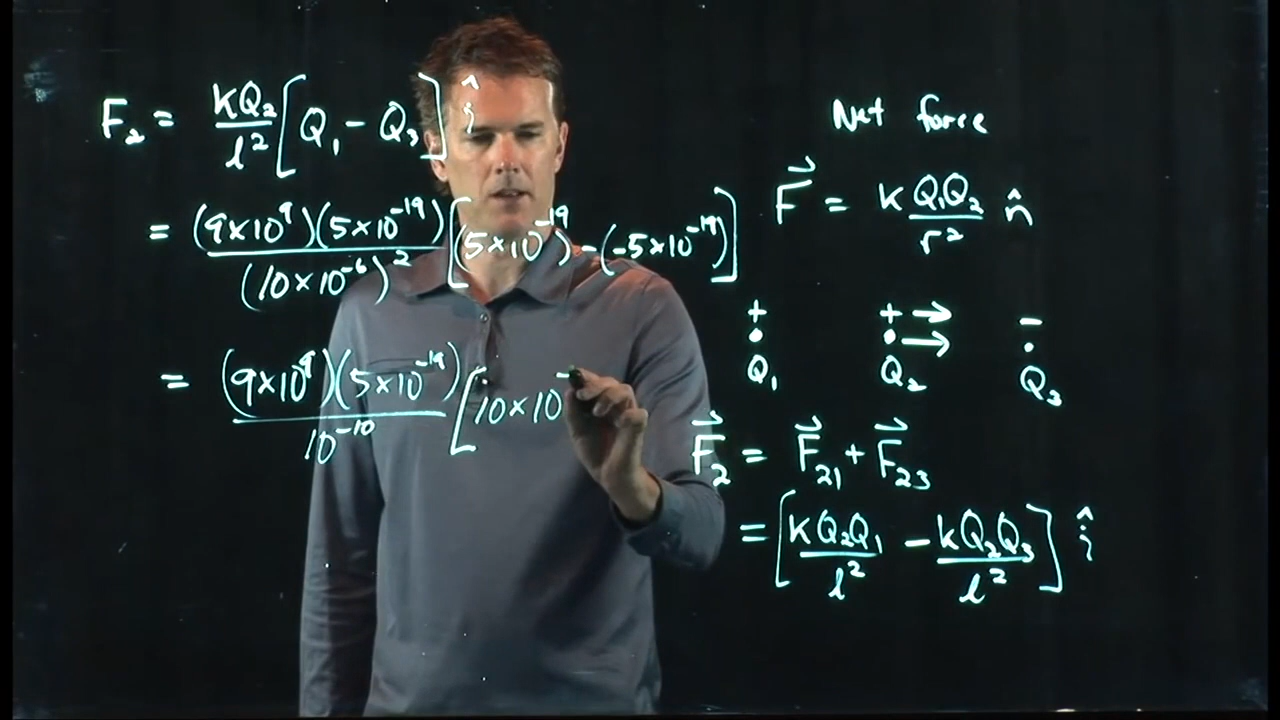 F₂ = kQ₂/l² [Q₁ − Q₃] î
= (9×10⁹)(5×10⁻¹⁹)/(10×10⁻⁶)² [(5×10⁻¹⁹) − (−5×10⁻¹⁹)]
= (9×10⁹)(5×10⁻¹⁹)/10⁻¹⁰ [10×10⁻
Net force
F⃗ = k Q₁Q₂/r² n̂
+ + → −
• • → •
Q₁ Q₂ Q₃
F⃗₂ = F⃗₂₁ + F⃗₂₃
= [kQ₂Q₁/l² − kQ₂Q₃/l²] î